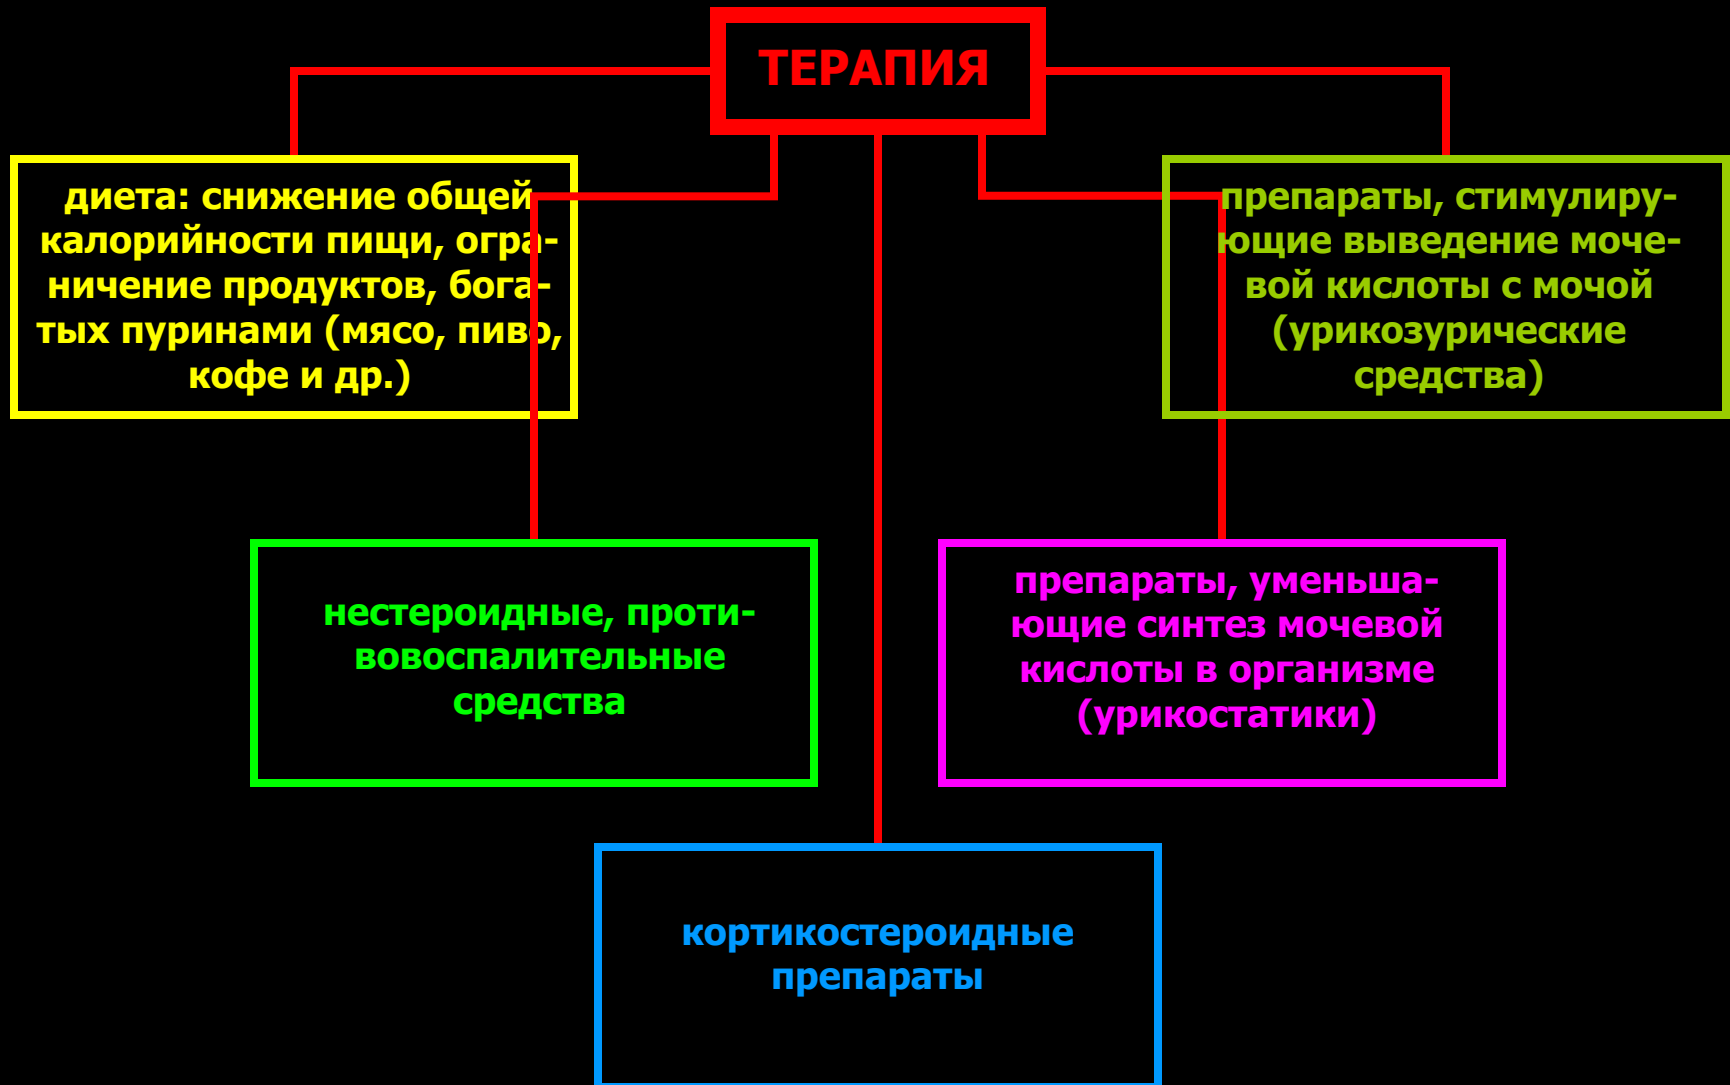 ТЕРАПИЯ
диета: снижение общей
калорийности пищи, огра-
ничение продуктов, бога-
тых пуринами (мясо, пиво,
кофе и др.)
препараты, стимулиру-
ющие выведение моче-
вой кислоты с мочой
(урикозурические
средства)
нестероидные, проти-
вовоспалительные
средства
препараты, уменьша-
ющие синтез мочевой
кислоты в организме
(урикостатики)
кортикостероидные
препараты